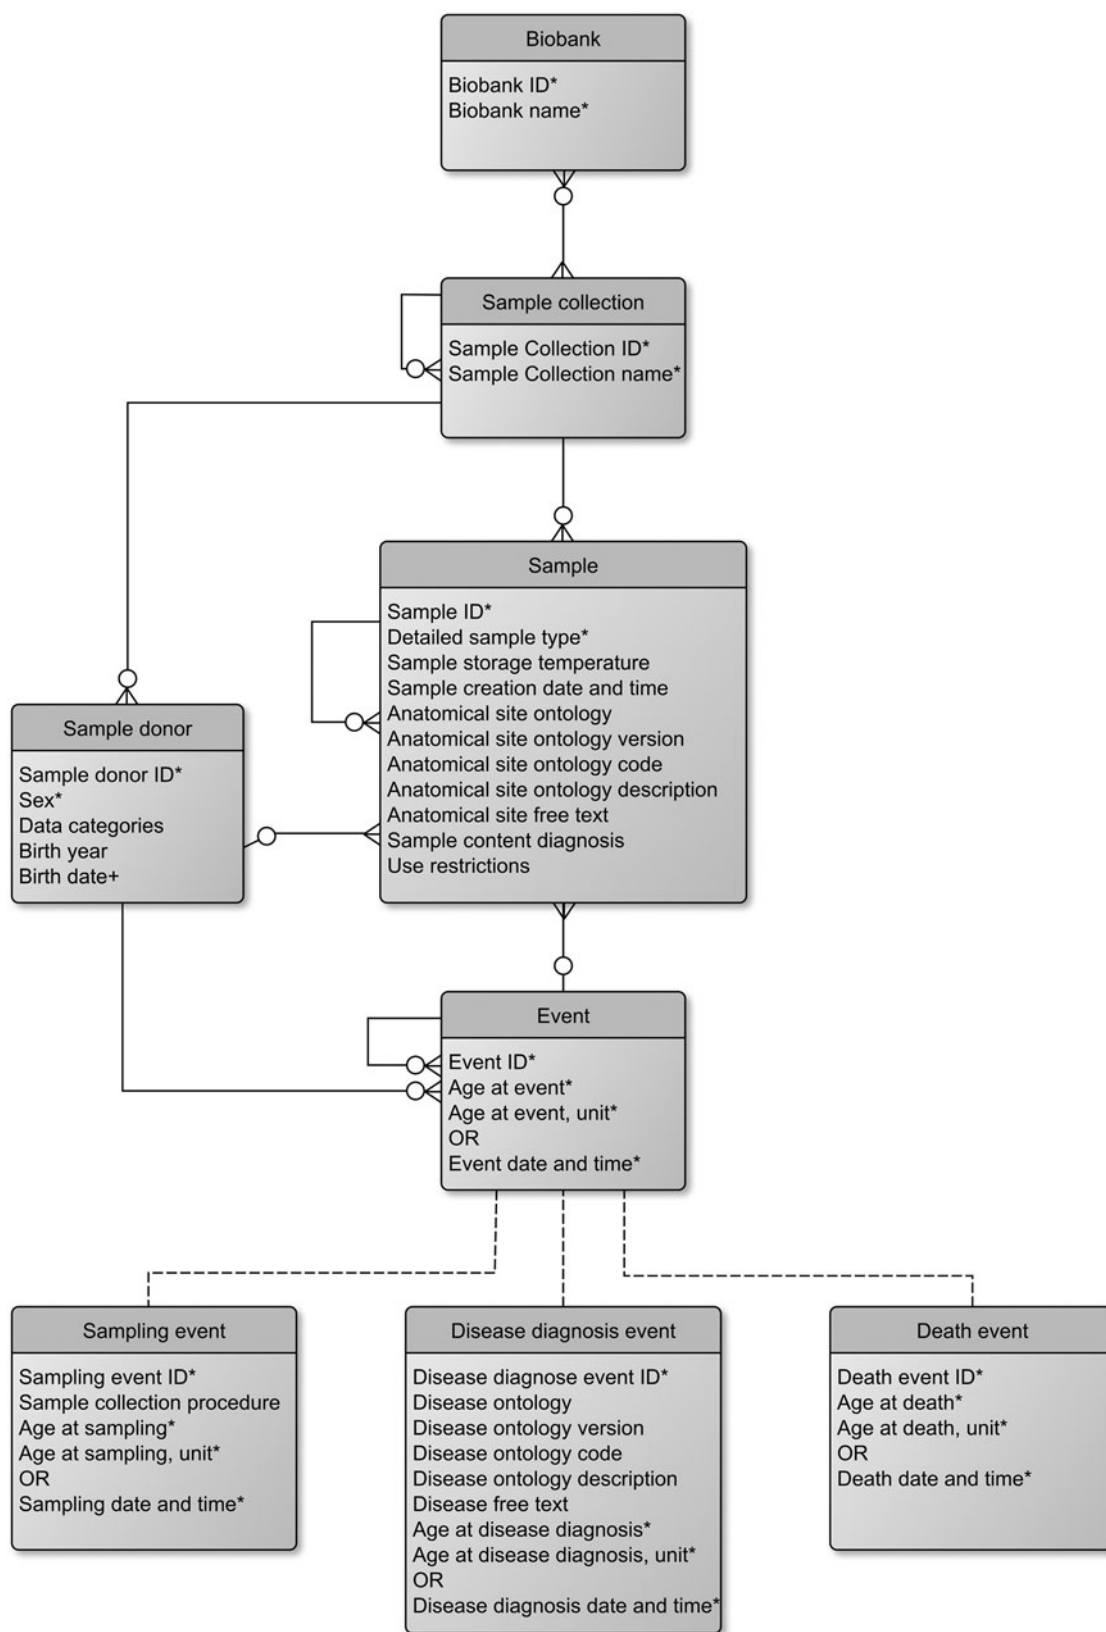 Biobank
Biobank ID*
Biobank name*
Sample collection
Sample Collection ID*
Sample Collection name*
Sample
Sample ID*
Detailed sample type*
Sample storage temperature
Sample creation date and time
Anatomical site ontology
Anatomical site ontology version
Anatomical site ontology code
Anatomical site ontology description
Anatomical site free text
Sample content diagnosis
Use restrictions
Sample donor
Sample donor ID*
Sex*
Data categories
Birth year
Birth date+
Event
Event ID*
Age at event*
Age at event, unit*
OR
Event date and time*
Sampling event
Sampling event ID*
Sample collection procedure
Age at sampling*
Age at sampling, unit*
OR
Sampling date and time*
Disease diagnosis event
Disease diagnose event ID*
Disease ontology
Disease ontology version
Disease ontology code
Disease ontology description
Disease free text
Age at disease diagnosis*
Age at disease diagnosis, unit*
OR
Disease diagnosis date and time*
Death event
Death event ID*
Age at death*
Age at death, unit*
OR
Death date and time*